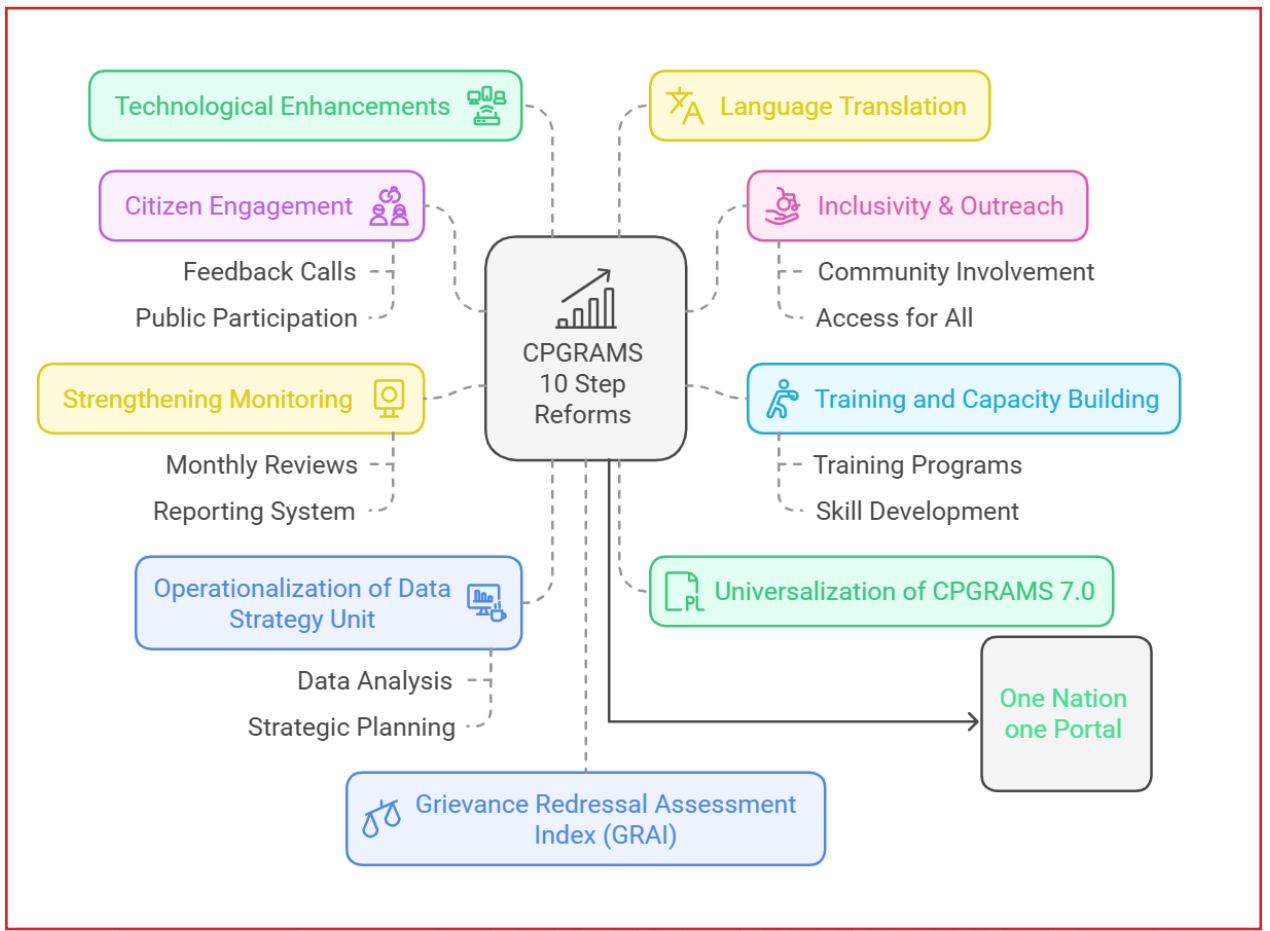 Technological Enhancements
Language Translation
Citizen Engagement
Feedback Calls
Public Participation
Inclusivity & Outreach
Community Involvement
Access for All
CPGRAMS
10 Step
Reforms
Strengthening Monitoring
Monthly Reviews
Reporting System
Training and Capacity Building
Training Programs
Skill Development
Operationalization of Data
Strategy Unit
Data Analysis
Strategic Planning
PL
Universalization of CPGRAMS 7.0
One Nation
one Portal
Grievance Redressal Assessment
Index (GRAI)